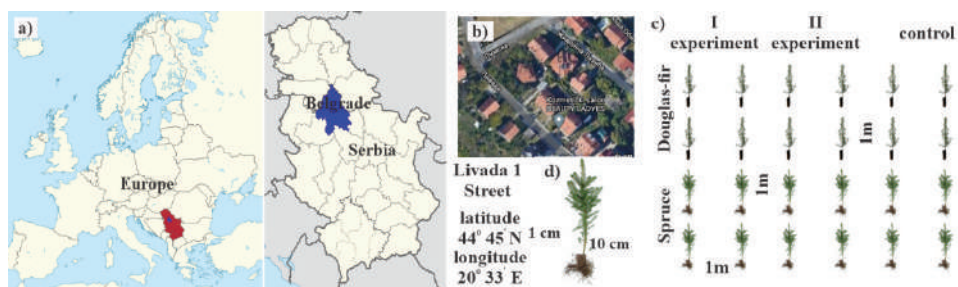 a)
Europe
Belgrade
Serbia
b)
Livada 1
Street
latitude
44° 45' N
longitude
20° 33' E
d)
1 cm
10 cm
c)
I
experiment
II
experiment
control
Douglas-fir
Spruce
1m
1m
1m